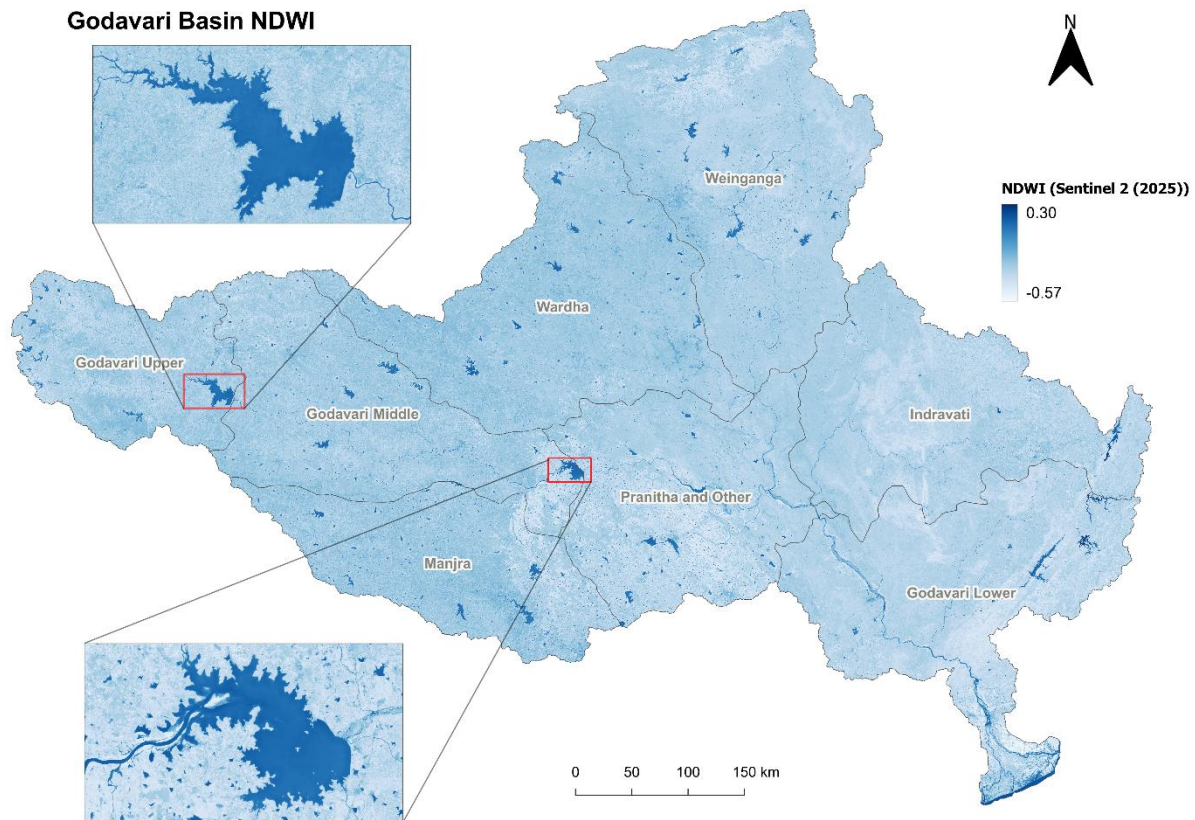 Godavari Basin NDWI
N
Weinganga
NDWI (Sentinel 2 (2025))
0.30
-0.57
Wardha
Godavari Upper
Godavari Middle
Indravati
Pranitha and Other
Manjra
Godavari Lower
0 50 100 150 km